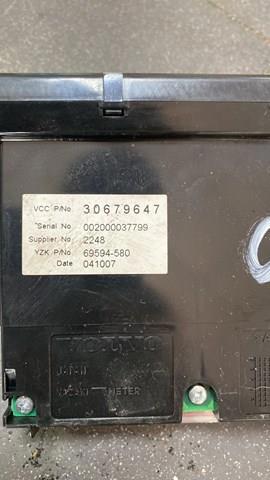 VCC P/No 30679647
*Serial No 002000037799
Supplier No 2248
YZK P/No 69594-580
Date 041007
VOLVO
METER